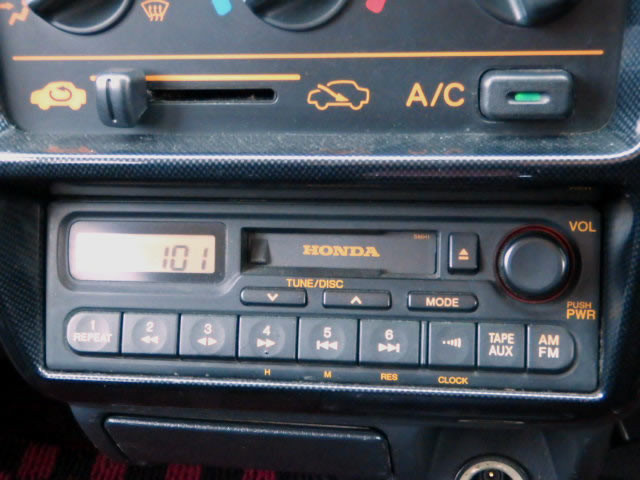 A/C
VOL
101
HONDA
TUNE/DISC
MODE
PUSH
PWR
1
REPEAT
2
3
4
5
6
TAPE
AUX
AM
FM
H
M
RES
CLOCK